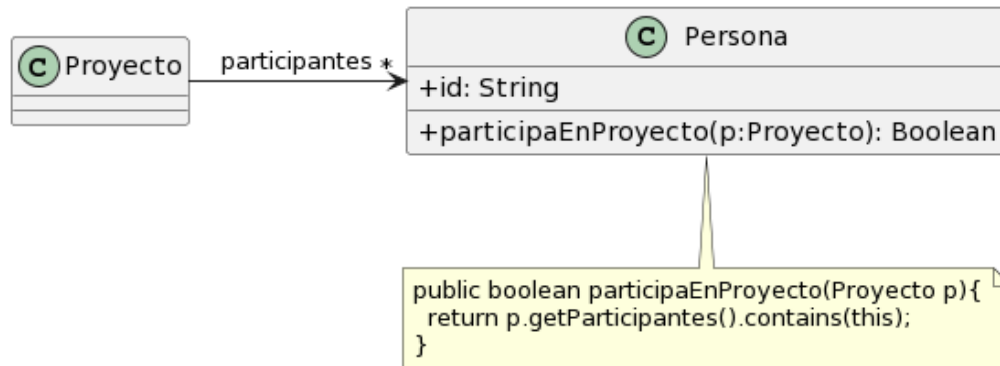 C Proyecto
participantes *
C Persona
+id: String
+participaEnProyecto(p:Proyecto): Boolean
public boolean participaEnProyecto(Proyecto p){
return p.getParticipantes().contains(this);
}